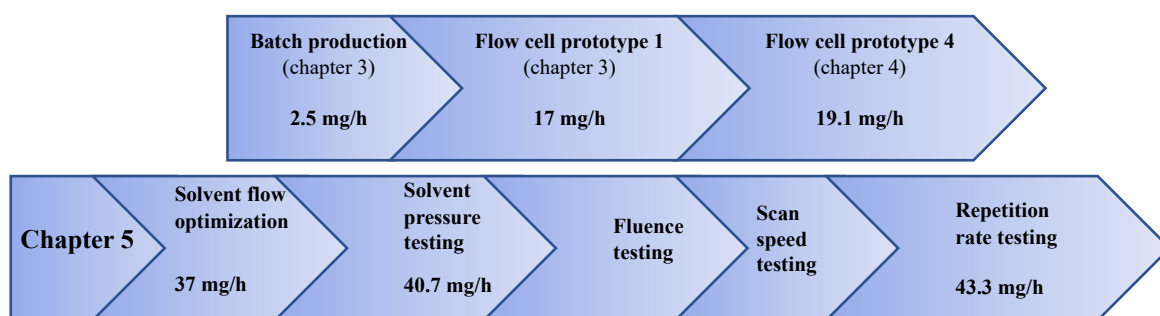 Batch production
(chapter 3)
2.5 mg/h
Flow cell prototype 1
(chapter 3)
17 mg/h
Flow cell prototype 4
(chapter 4)
19.1 mg/h
Chapter 5
Solvent flow
optimization
37 mg/h
Solvent
pressure
testing
40.7 mg/h
Fluence
testing
Scan
speed
testing
Repetition
rate testing
43.3 mg/h